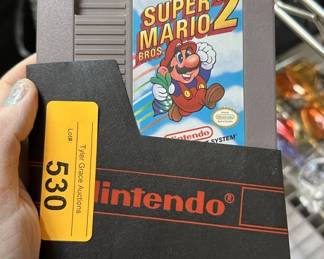 SUPER
MARIO 2
BROS.
Nintendo
SYSTEM
Lot#
Tyler Grace Auctions
530
Nintendo®